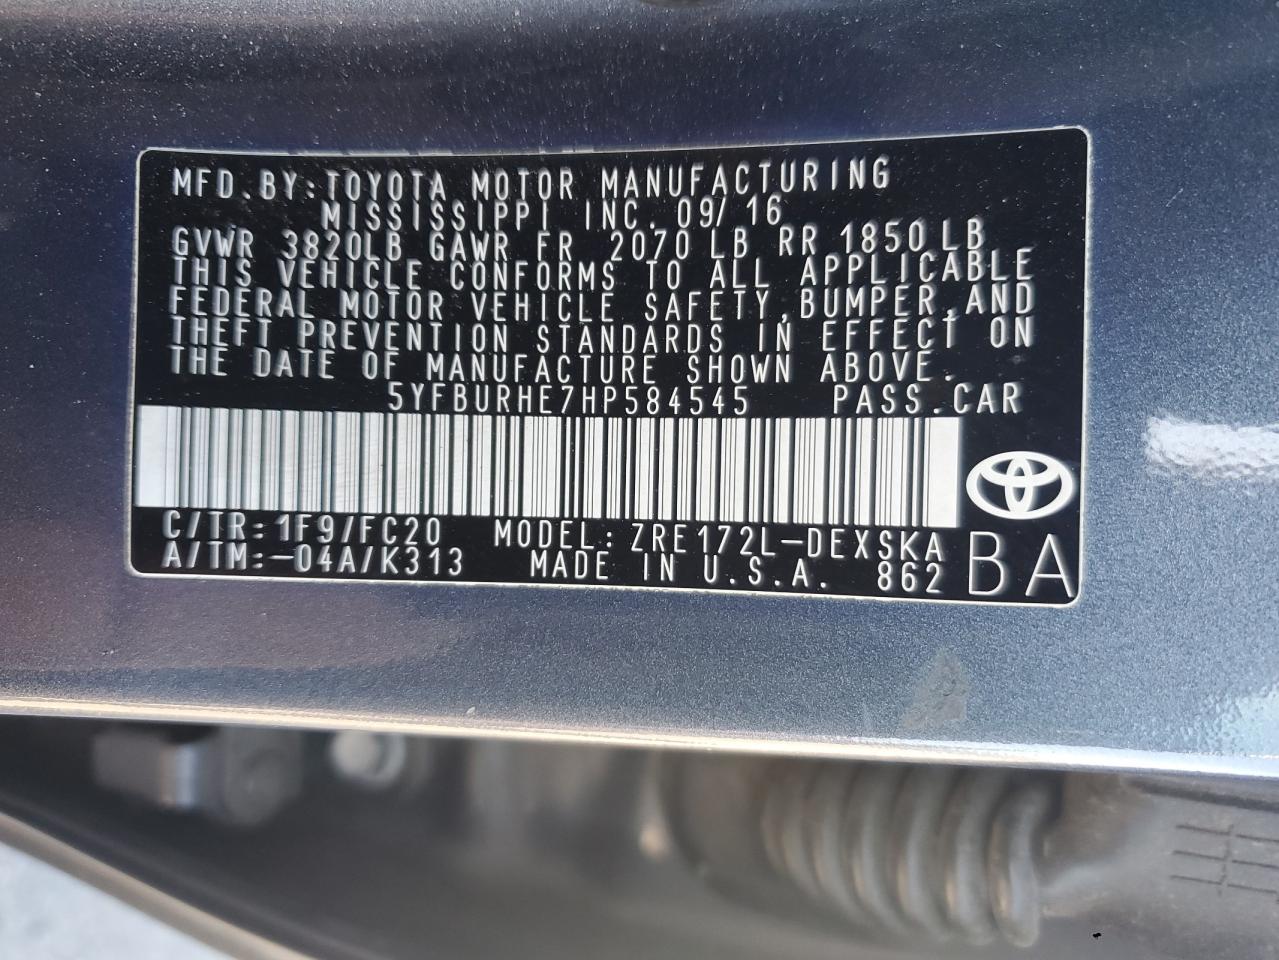 MFD.BY:TOYOTA MOTOR MANUFACTURING
MISSISSIPPI INC. 09/16
GVWR 3820LB GAWR FR 2070 LB RR 1850 LB
THIS VEHICLE CONFORMS TO ALL APPLICABLE
FEDERAL MOTOR VEHICLE SAFETY,BUMPER,AND
THEFT PREVENTION STANDARDS IN EFFECT ON
THE DATE OF MANUFACTURE SHOWN ABOVE.
5YFBURHE7HP584545 PASS.CAR
C/TR:1F9/FC20 MODEL:ZRE172L-DEXSKA
A/TM:-04A/K313 MADE IN U.S.A. 862 BA